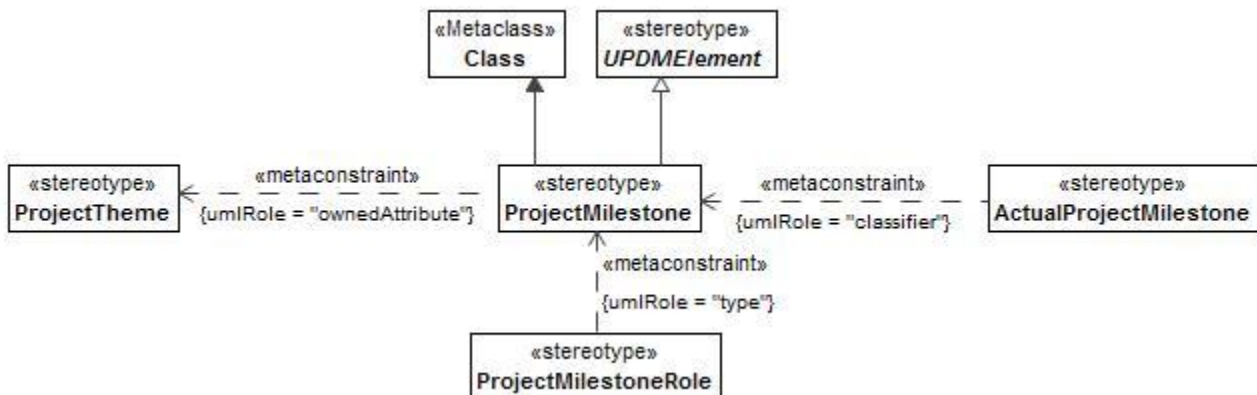 «Metaclass»
Class
«stereotype»
UPDMElement
«stereotype»
ProjectTheme
«metaconstraint»
{umlRole = "ownedAttribute"}
«stereotype»
ProjectMilestone
«metaconstraint»
{umlRole = "classifier"}
«stereotype»
ActualProjectMilestone
«metaconstraint»
{umlRole = "type"}
«stereotype»
ProjectMilestoneRole